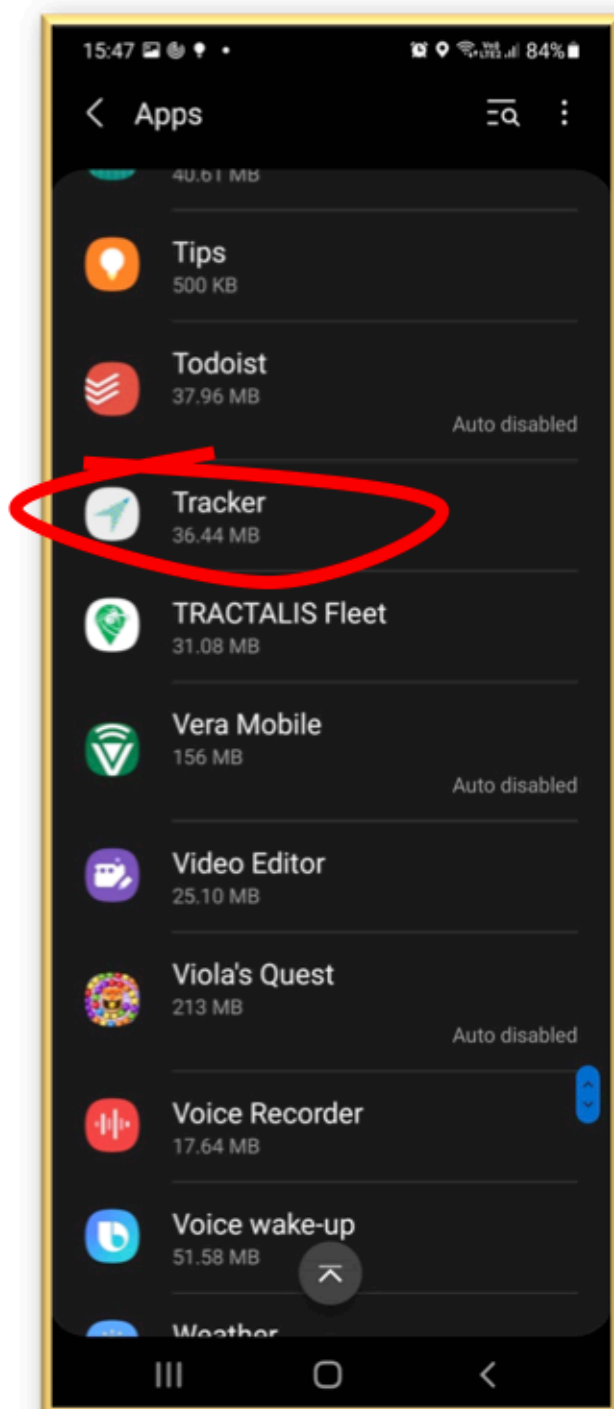 15:47 84%
Apps
40.61 MB
Tips
500 KB
Todoist
37.96 MB
Auto disabled
Tracker
36.44 MB
TRACTALIS Fleet
31.08 MB
Vera Mobile
156 MB
Auto disabled
Video Editor
25.10 MB
Viola's Quest
213 MB
Auto disabled
Voice Recorder
17.64 MB
Voice wake-up
51.58 MB
Weather